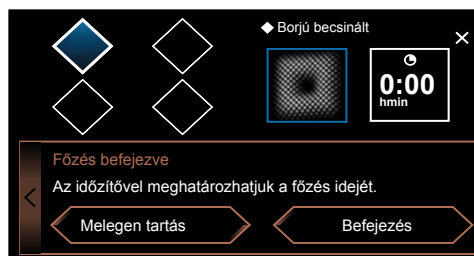 Borjú becsinált
0:00
hmin
Főzés befejezve
Az időzítővel meghatározhatjuk a főzés idejét.
Melegen tartás
Befejezés